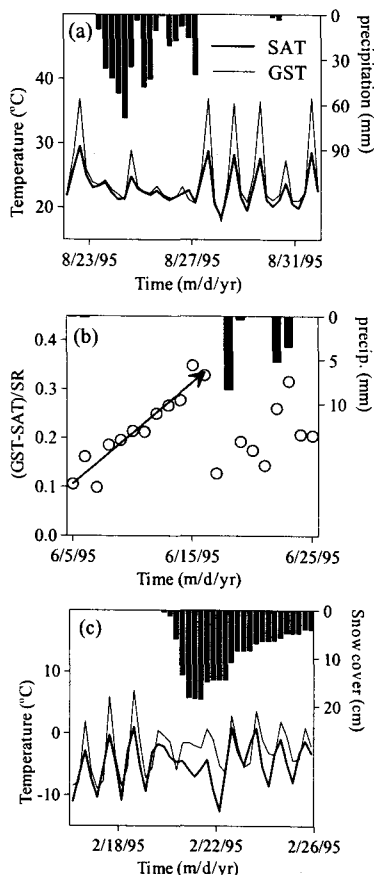 (a)
SAT
GST
Temperature (°C)
50
40
30
20
0
30
60
90
precipitation (mm)
8/23/95
8/27/95
8/31/95
Time (m/d/yr)
(b)
(GST-SAT)/SR
0.4
0.3
0.2
0.1
0.0
0
5
10
precip. (mm)
6/5/95
6/15/95
6/25/95
Time (m/d/yr)
(c)
Temperature (°C)
10
0
-10
0
10
20
Snow cover (cm)
2/18/95
2/22/95
2/26/95
Time (m/d/yr)